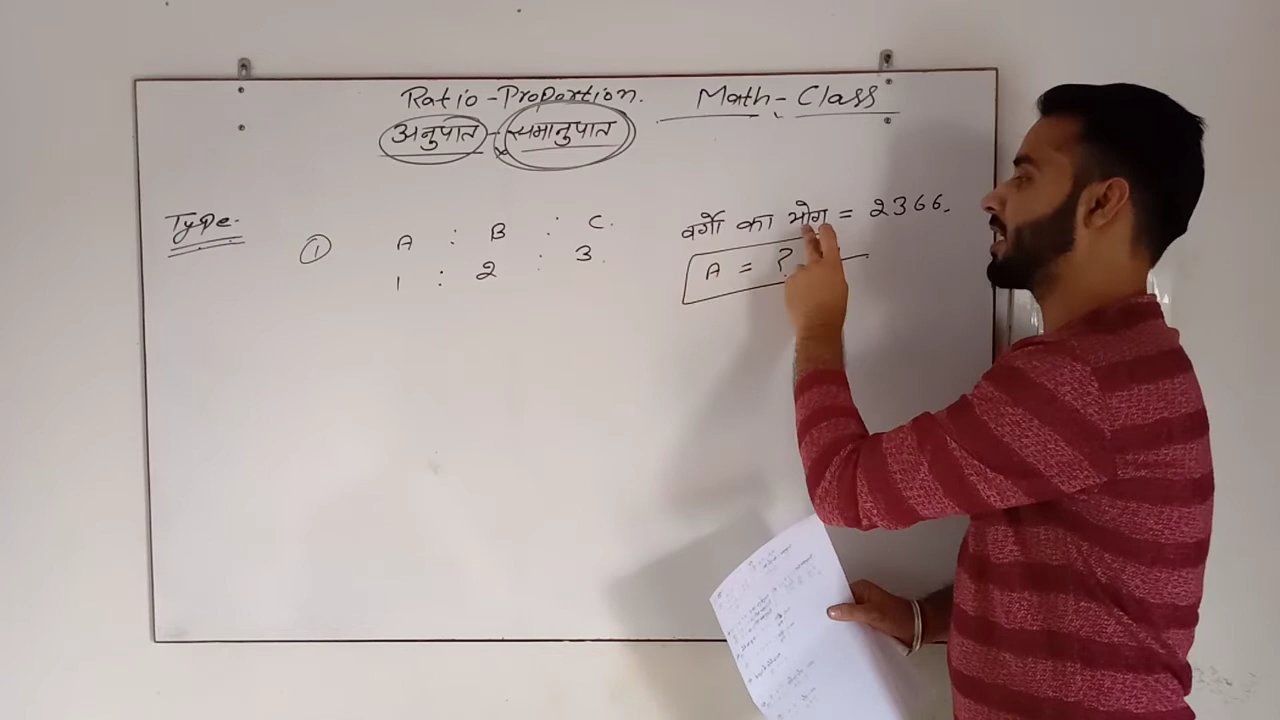 Ratio-Proportion.
Math-Class
अनुपात - समानुपात
Type.
① A : B : C.
1 : 2 : 3.
वर्गो का योग = 2366.
A = ?